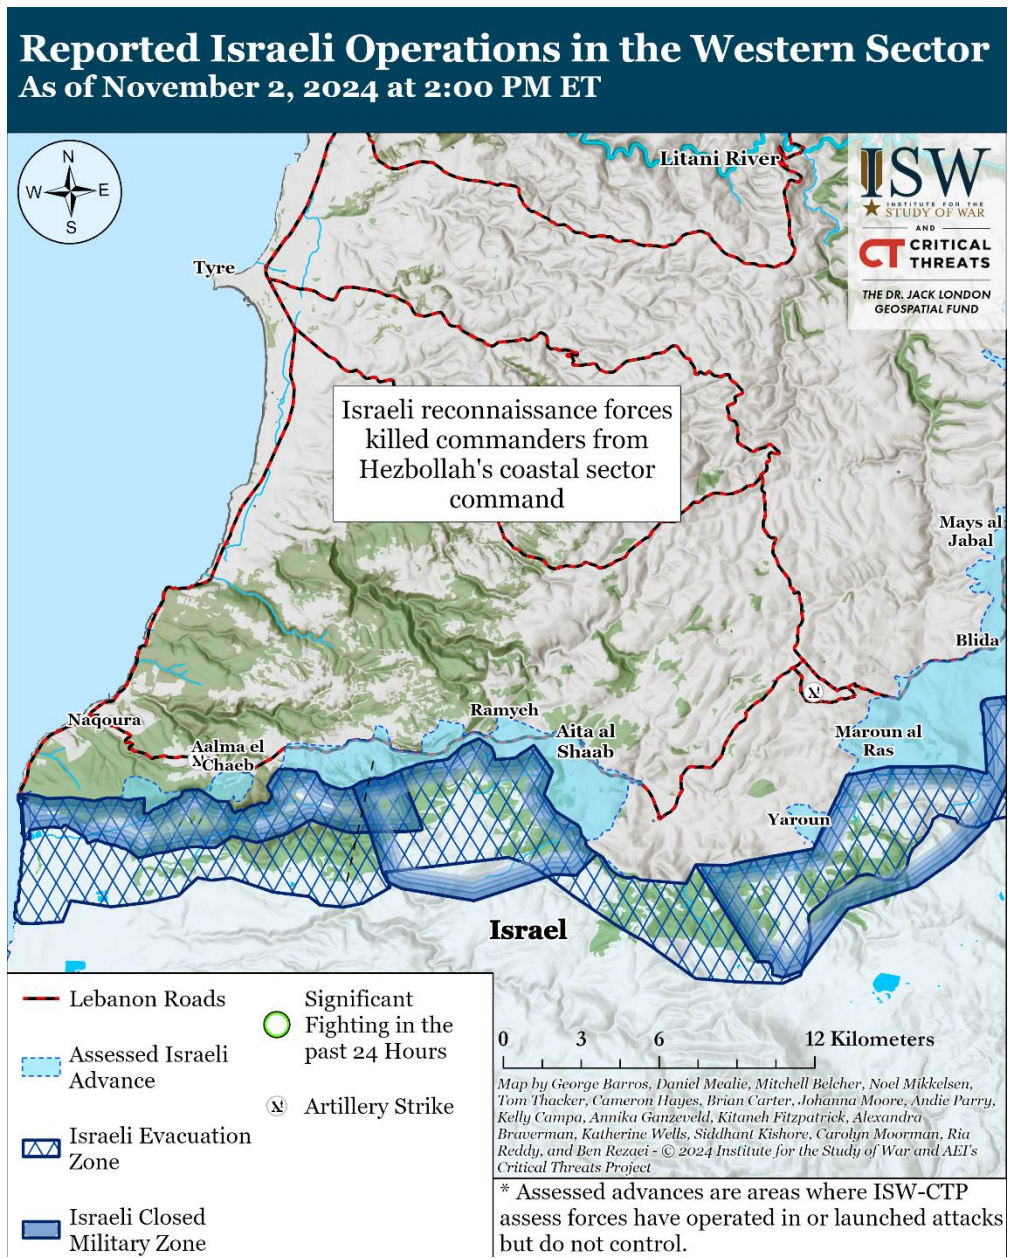 Reported Israeli Operations in the Western Sector
As of November 2, 2024 at 2:00 PM ET
N
W
E
S
Litani River
ISW
INSTITUTE FOR THE
STUDY OF WAR
AND
CT CRITICAL
THREATS
THE DR. JACK LONDON
GEOSPATIAL FUND
Tyre
Israeli reconnaissance forces
killed commanders from
Hezbollah's coastal sector
command
Mays al
Jabal
Blida
Naqoura
Ramyeh
Aalma el
Chaeb
Aita al
Shaab
Maroun al
Ras
Yaroun
Israel
Lebanon Roads
Assessed Israeli
Advance
Israeli Evacuation
Zone
Israeli Closed
Military Zone
Significant
Fighting in the
past 24 Hours
Artillery Strike
0 3 6 12 Kilometers
Map by George Barros, Daniel Mealie, Mitchell Belcher, Noel Mikkelsen,
Tom Thacker, Cameron Hayes, Brian Carter, Johanna Moore, Andie Parry,
Kelly Campa, Annika Ganzeveld, Kitaneh Fitzpatrick, Alexandra
Braverman, Katherine Wells, Siddhant Kishore, Carolyn Moorman, Ria
Reddy, and Ben Rezaei - © 2024 Institute for the Study of War and AEI's
Critical Threats Project
* Assessed advances are areas where ISW-CTP
assess forces have operated in or launched attacks
but do not control.